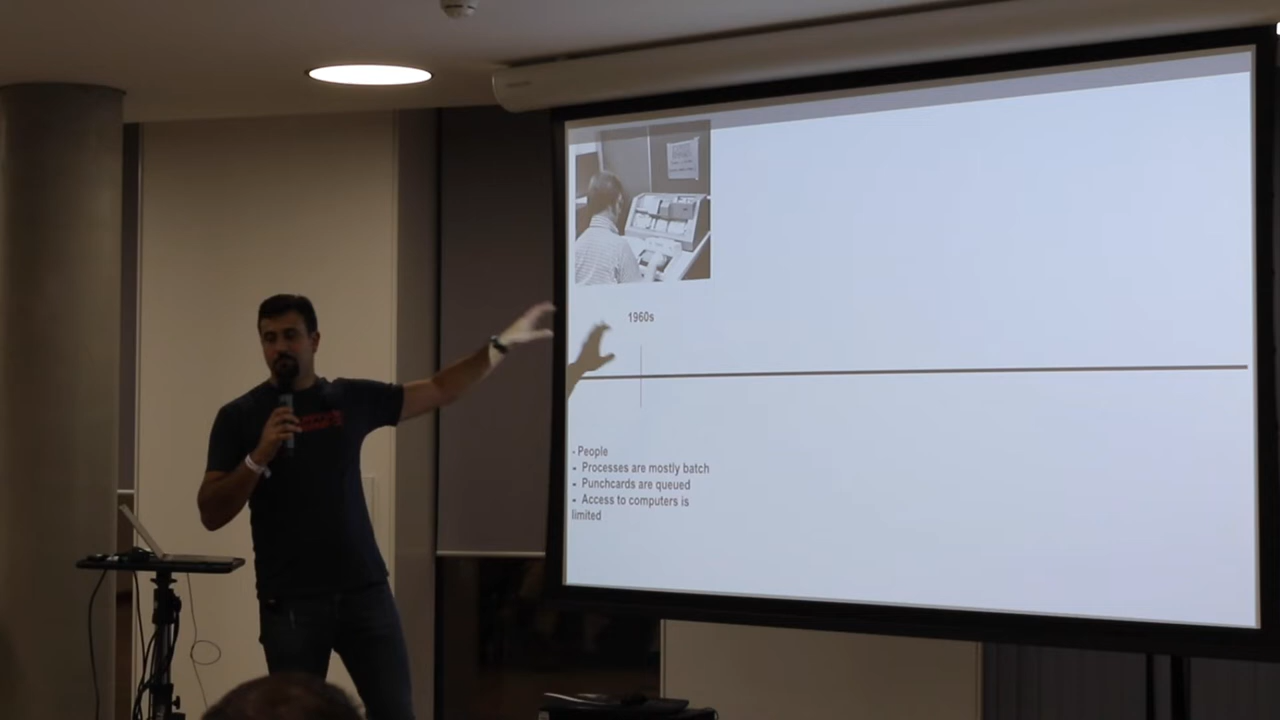 1960s
- People
- Processes are mostly batch
- Punchcards are queued
- Access to computers is
limited